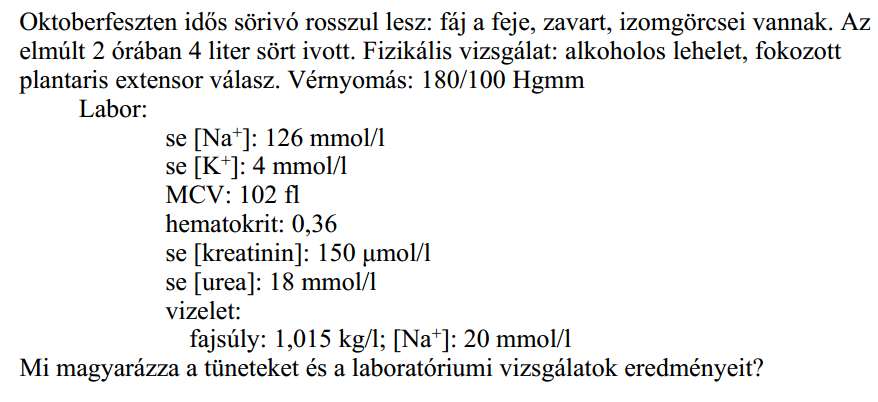 Oktoberfeszten idős sörivó rosszul lesz: fáj a feje, zavart, izomgörcsei vannak. Az
elmúlt 2 órában 4 liter sört ivott. Fizikális vizsgálat: alkoholos lehelet, fokozott
plantaris extensor válasz. Vérnyomás: 180/100 Hgmm
Labor:
se [Na⁺]: 126 mmol/l
se [K⁺]: 4 mmol/l
MCV: 102 fl
hematokrit: 0,36
se [kreatinin]: 150 μmol/l
se [urea]: 18 mmol/l
vizelet:
fajsúly: 1,015 kg/l; [Na⁺]: 20 mmol/l
Mi magyarázza a tüneteket és a laboratóriumi vizsgálatok eredményeit?